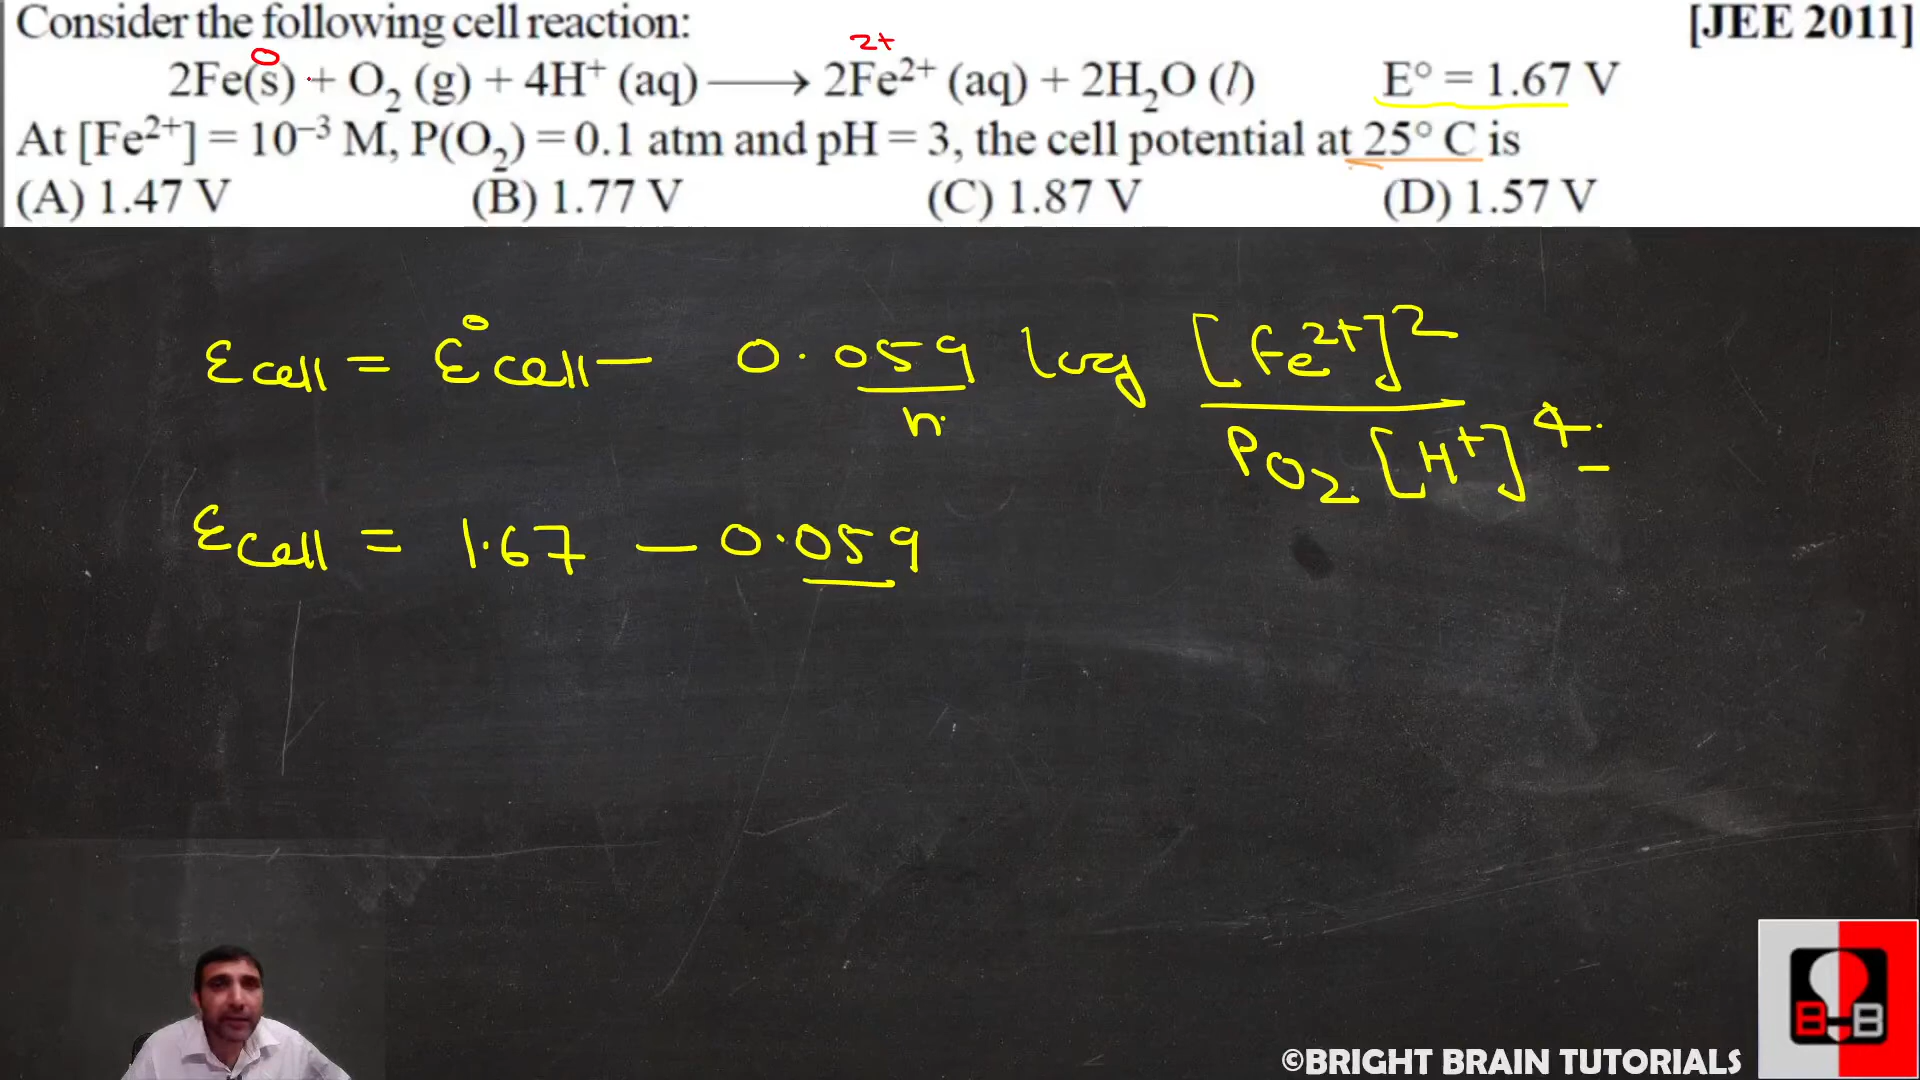 Consider the following cell reaction: [JEE 2011]
0 2+
2Fe(s) + O₂ (g) + 4H⁺ (aq) ⟶ 2Fe²⁺ (aq) + 2H₂O (l) E° = 1.67 V
At [Fe²⁺] = 10⁻³ M, P(O₂) = 0.1 atm and pH = 3, the cell potential at 25° C is
(A) 1.47 V (B) 1.77 V (C) 1.87 V (D) 1.57 V
Ecell = E°cell – 0.059 log [Fe²⁺]²
n PO₂ [H⁺]⁴
Ecell = 1.67 – 0.059
B B
©BRIGHT BRAIN TUTORIALS